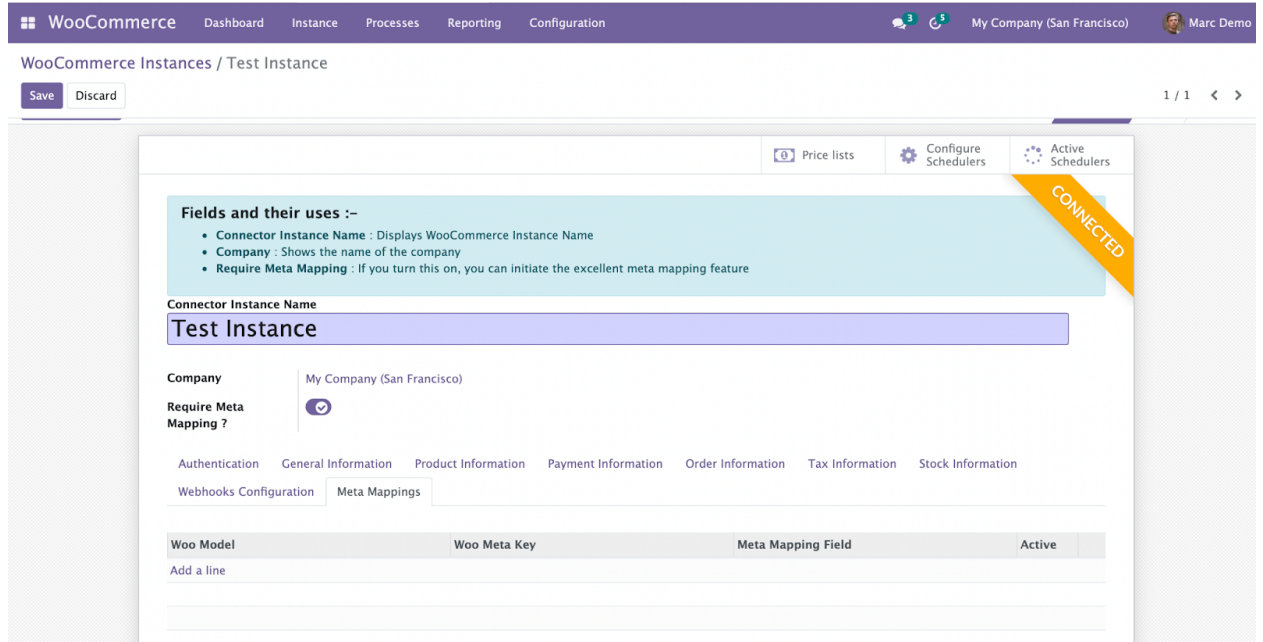 WooCommerce Dashboard Instance Processes Reporting Configuration 3 5 My Company (San Francisco) Marc Demo
WooCommerce Instances / Test Instance
Save Discard 1 / 1
Price lists
Configure
Schedulers
Active
Schedulers
CONNECTED
Fields and their uses :-
• Connector Instance Name : Displays WooCommerce Instance Name
• Company : Shows the name of the company
• Require Meta Mapping : If you turn this on, you can initiate the excellent meta mapping feature
Connector Instance Name
Test Instance
Company My Company (San Francisco)
Require Meta
Mapping ?
Authentication General Information Product Information Payment Information Order Information Tax Information Stock Information
Webhooks Configuration Meta Mappings
Woo Model Woo Meta Key Meta Mapping Field Active
Add a line